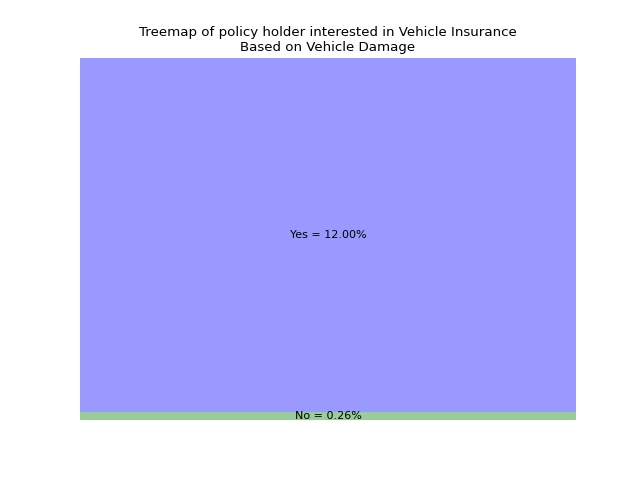 Treemap of policy holder interested in Vehicle Insurance
Based on Vehicle Damage
Yes = 12.00%
No = 0.26%